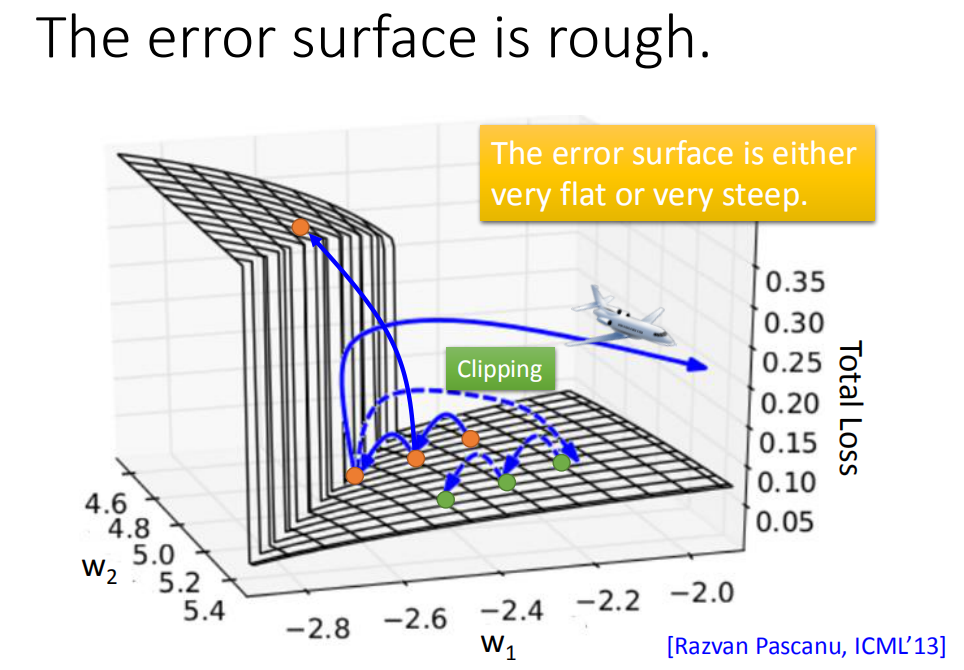 The error surface is rough.
The error surface is either
very flat or very steep.
Clipping
0.35
0.30
0.25
0.20
0.15
0.10
0.05
Total Loss
4.6
4.8
5.0
5.2
5.4
w2
−2.8
−2.6
−2.4
−2.2
−2.0
w1
[Razvan Pascanu, ICML’13]